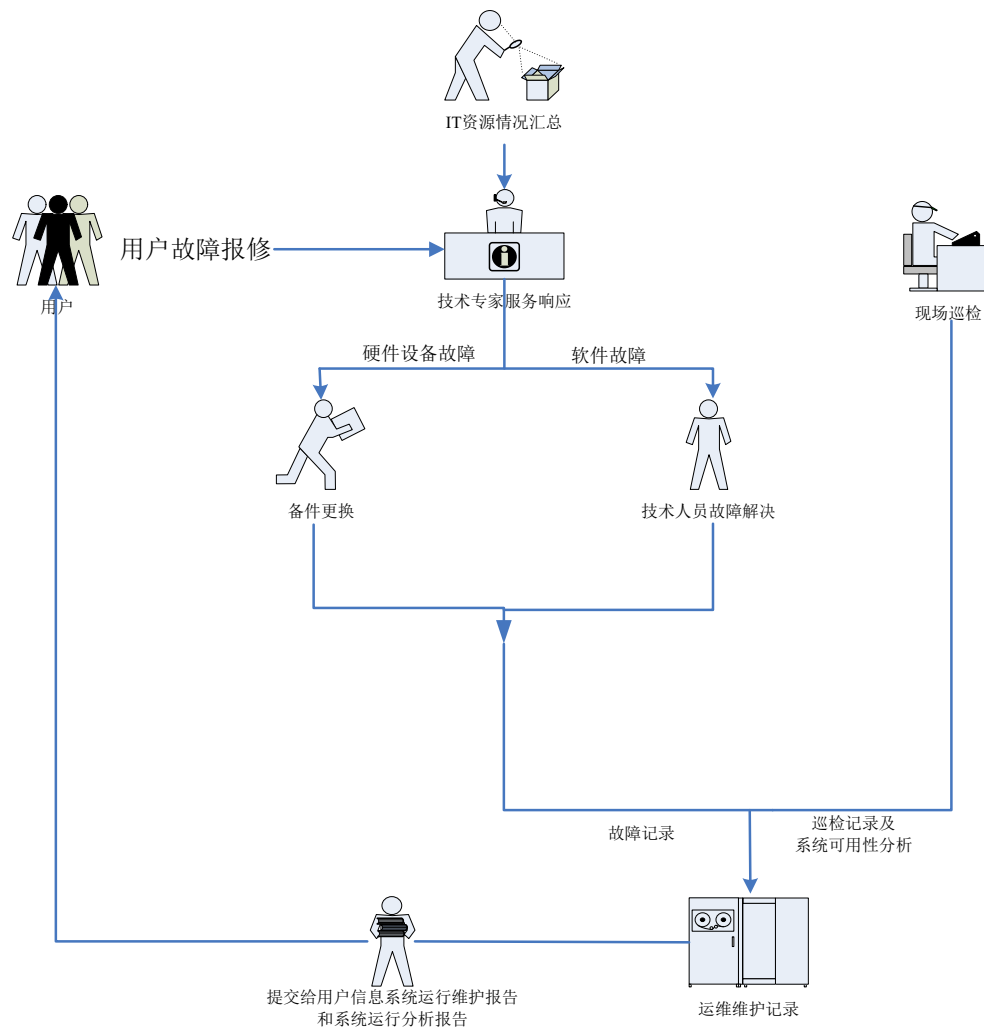 IT资源情况汇总
用户故障报修
用户
技术专家服务响应
现场巡检
硬件设备故障
软件故障
备件更换
技术人员故障解决
故障记录
巡检记录及
系统可用性分析
提交给用户信息系统运行维护报告
和系统运行分析报告
运维维护记录